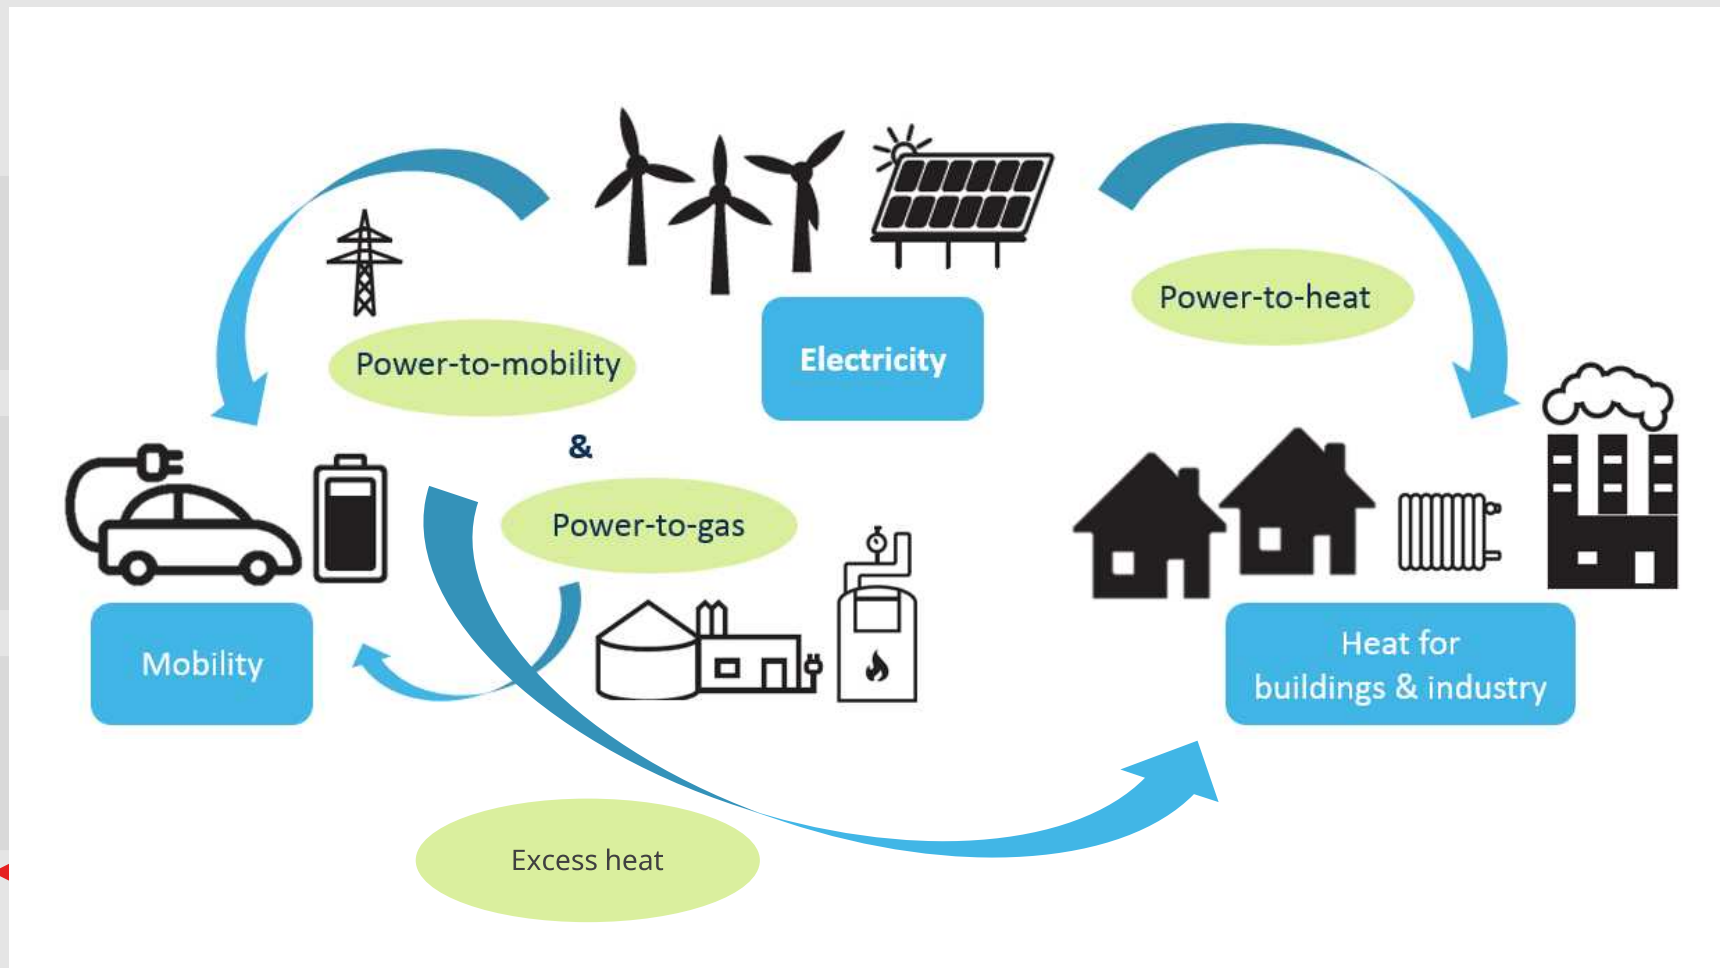 Electricity
Power-to-heat
Power-to-mobility
&
Power-to-gas
Mobility
Heat for
buildings & industry
Excess heat